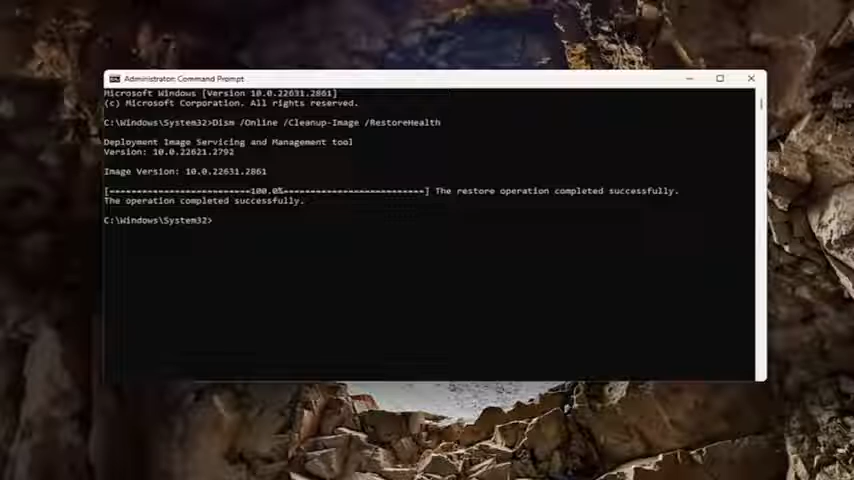 Administrator: Command Prompt
Microsoft Windows [Version 10.0.22631.2861]
(c) Microsoft Corporation. All rights reserved.
C:\Windows\System32>Dism /Online /Cleanup-Image /RestoreHealth
Deployment Image Servicing and Management tool
Version: 10.0.22621.2792
Image Version: 10.0.22631.2861
[==========================100.0%==========================] The restore operation completed successfully.
The operation completed successfully.
C:\Windows\System32>